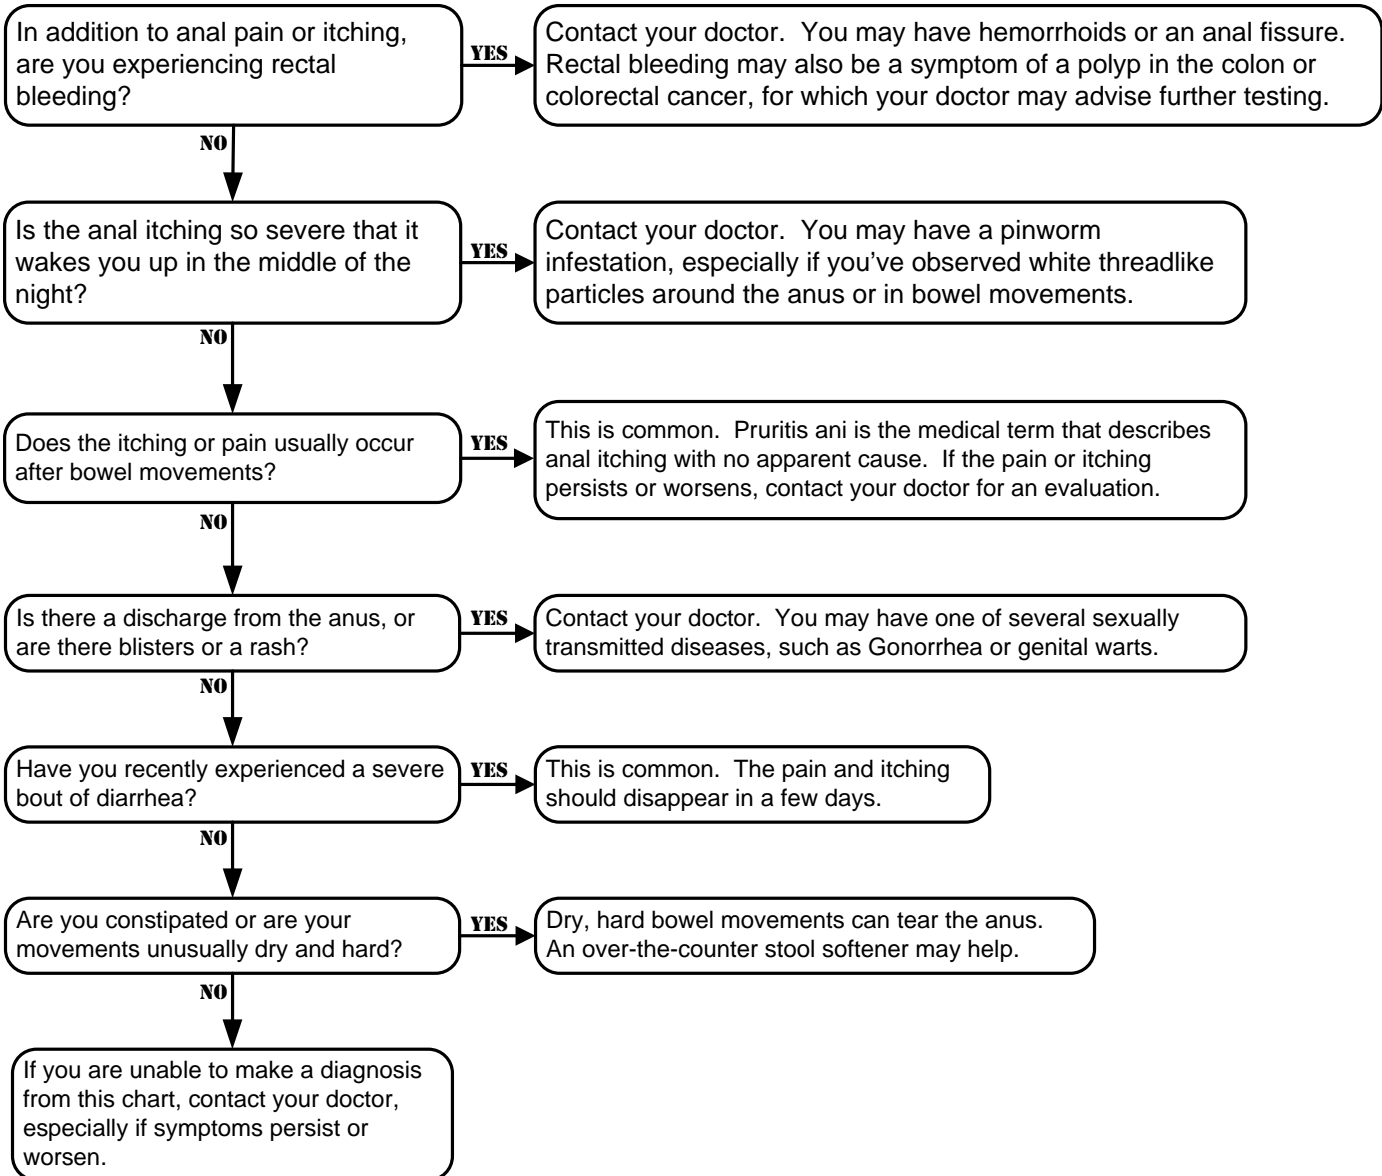 In addition to anal pain or itching,
are you experiencing rectal
bleeding?
YES
Contact your doctor.  You may have hemorrhoids or an anal fissure.
Rectal bleeding may also be a symptom of a polyp in the colon or
colorectal cancer, for which your doctor may advise further testing.
NO
Is the anal itching so severe that it
wakes you up in the middle of the
night?
YES
Contact your doctor.  You may have a pinworm
infestation, especially if you’ve observed white threadlike
particles around the anus or in bowel movements.
NO
Does the itching or pain usually occur
after bowel movements?
YES
This is common.  Pruritis ani is the medical term that describes
anal itching with no apparent cause.  If the pain or itching
persists or worsens, contact your doctor for an evaluation.
NO
Is there a discharge from the anus, or
are there blisters or a rash?
YES
Contact your doctor.  You may have one of several sexually
transmitted diseases, such as Gonorrhea or genital warts.
NO
Have you recently experienced a severe
bout of diarrhea?
YES
This is common.  The pain and itching
should disappear in a few days.
NO
Are you constipated or are your
movements unusually dry and hard?
YES
Dry, hard bowel movements can tear the anus.
An over-the-counter stool softener may help.
NO
If you are unable to make a diagnosis
from this chart, contact your doctor,
especially if symptoms persist or
worsen.